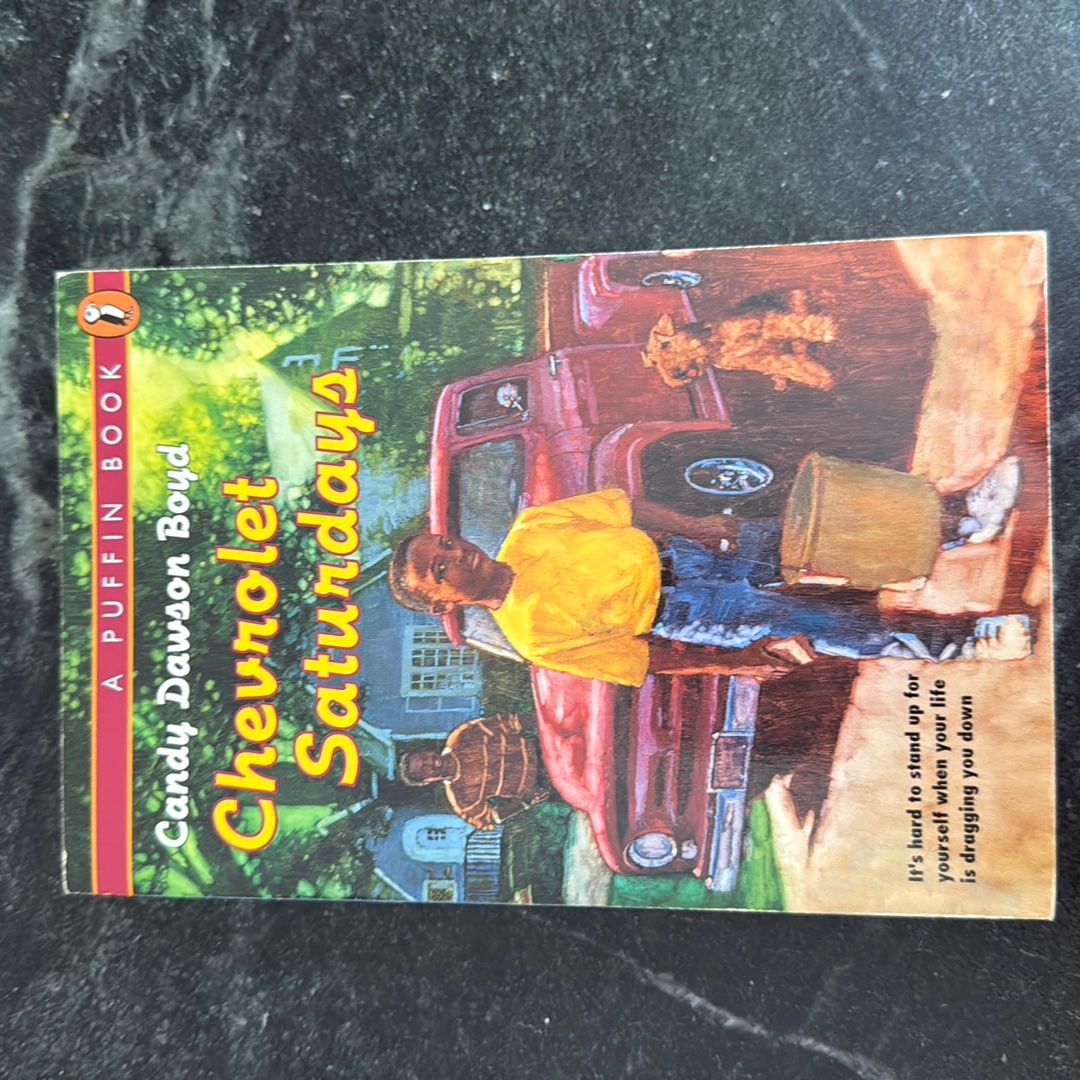 A PUFFIN BOOK
Candy Dawson Boyd
Chevrolet
Saturdays
It's hard to stand up for
yourself when your life
is dragging you down